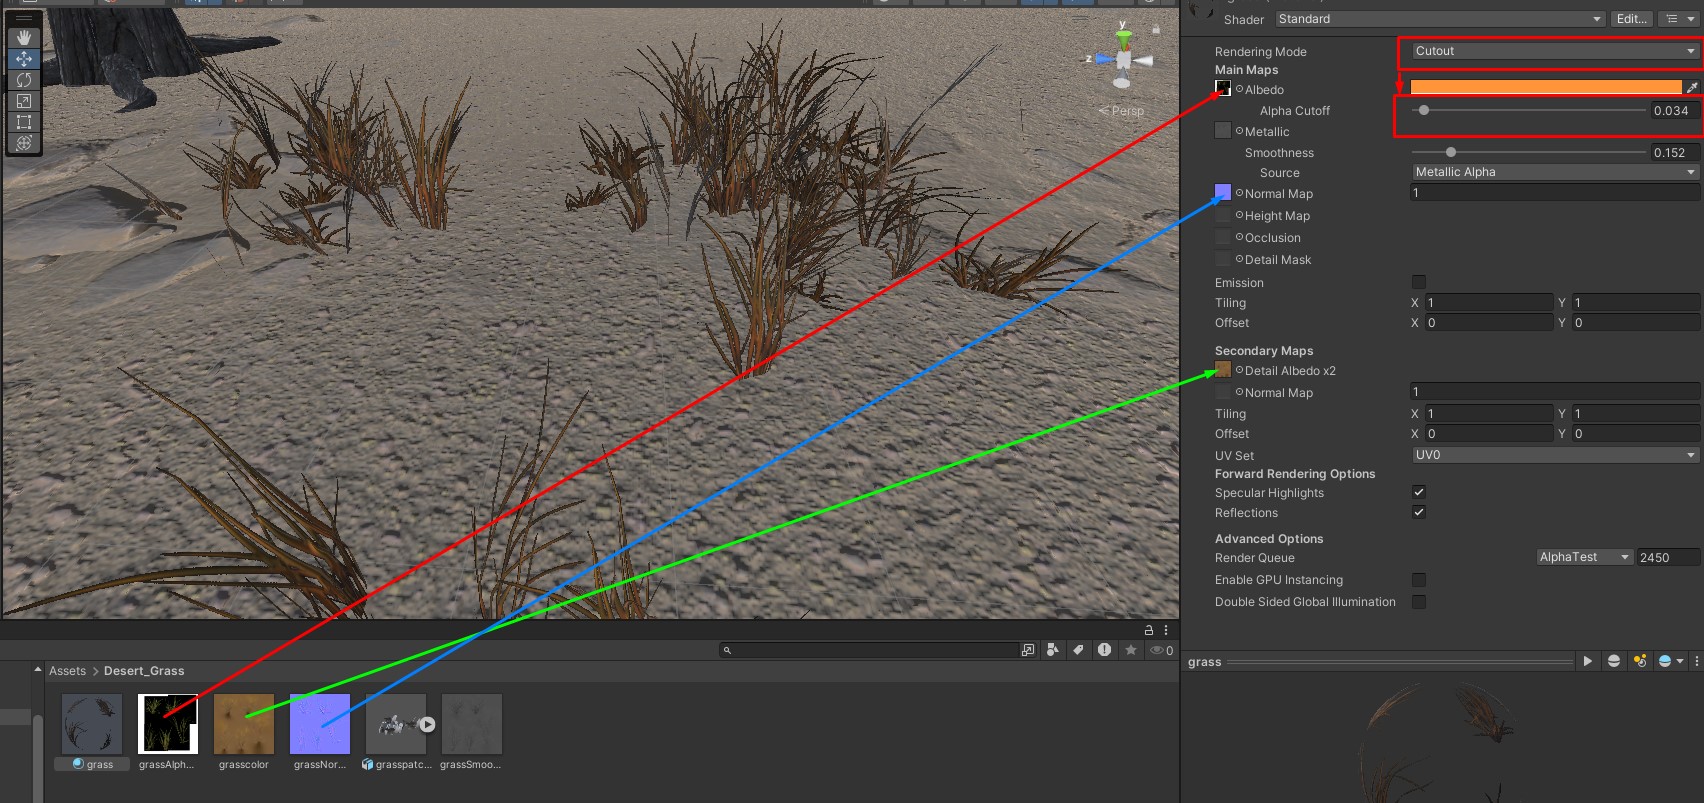 Shader Standard Edit...
Rendering Mode Cutout
Main Maps
Albedo
Alpha Cutoff 0.034
Metallic
Smoothness 0.152
Source Metallic Alpha
Normal Map 1
Height Map
Occlusion
Detail Mask
Emission
Tiling X 1 Y 1
Offset X 0 Y 0
Secondary Maps
Detail Albedo x2
Normal Map 1
Tiling X 1 Y 1
Offset X 0 Y 0
UV Set UV0
Forward Rendering Options
Specular Highlights
Reflections
Advanced Options
Render Queue AlphaTest 2450
Enable GPU Instancing
Double Sided Global Illumination
grass
y
z
Persp
0
Assets > Desert_Grass
grass grassAlph... grasscolor grassNor... grasspatc... grassSmoo...